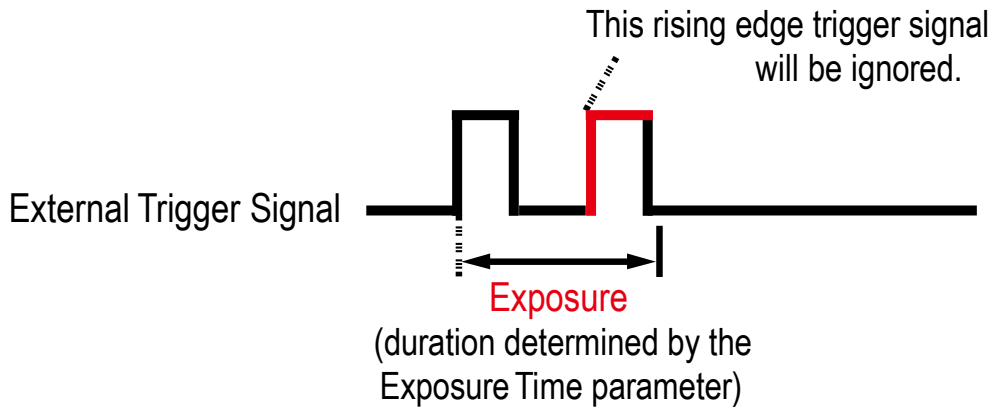 This rising edge trigger signal
will be ignored.
External Trigger Signal
Exposure
(duration determined by the
Exposure Time parameter)